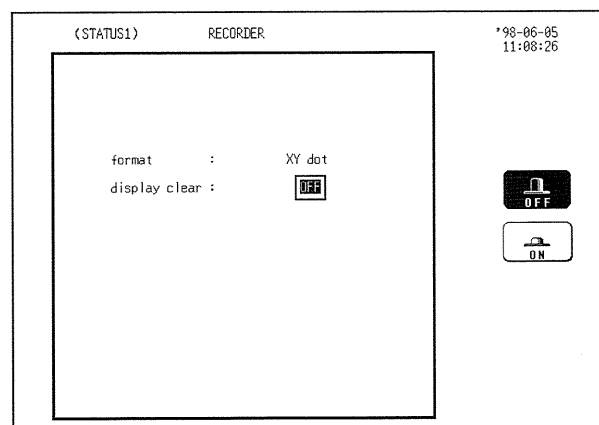 (STATUS1) RECORDER '98-06-05
11:08:26
format : XY dot
display clear : OFF
OFF
ON